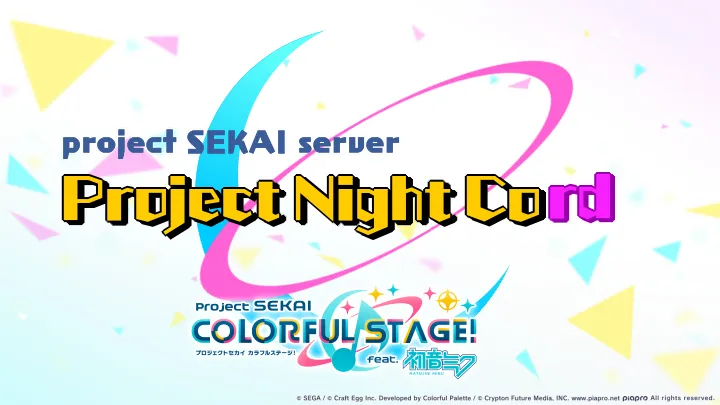 project SEKAI server
Project Night Cord
Project SEKAI
COLORFUL STAGE!
プロジェクトセカイ カラフルステージ!
feat. 初音ミク
HATSUNE MIKU
© SEGA / © Craft Egg Inc. Developed by Colorful Palette / © Crypton Future Media, INC. www.piapro.net piapro All rights reserved.